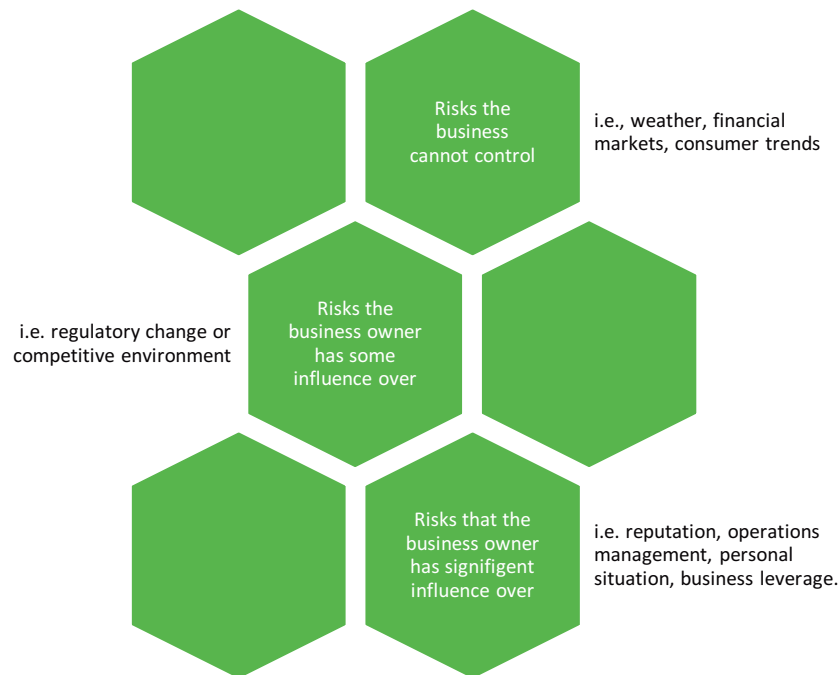 Risks the
business
cannot control
i.e., weather, financial
markets, consumer trends
i.e. regulatory change or
competitive environment
Risks the
business owner
has some
influence over
Risks that the
business owner
has signifigent
influence over
i.e. reputation, operations
management, personal
situation, business leverage.